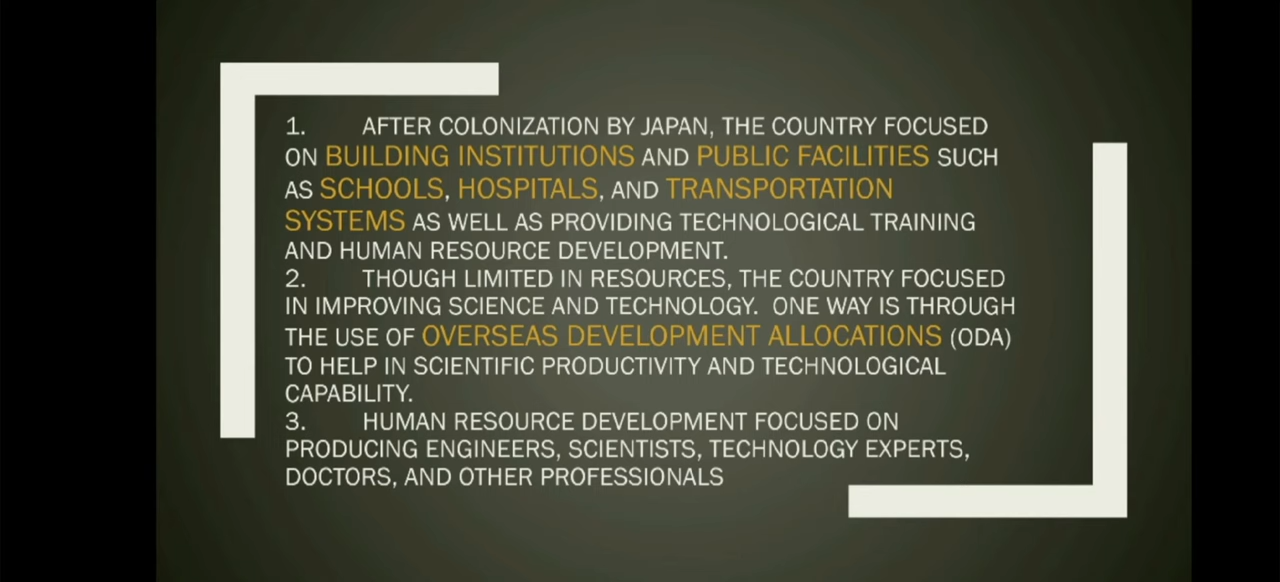 1. AFTER COLONIZATION BY JAPAN, THE COUNTRY FOCUSED
ON BUILDING INSTITUTIONS AND PUBLIC FACILITIES SUCH
AS SCHOOLS, HOSPITALS, AND TRANSPORTATION
SYSTEMS AS WELL AS PROVIDING TECHNOLOGICAL TRAINING
AND HUMAN RESOURCE DEVELOPMENT.
2. THOUGH LIMITED IN RESOURCES, THE COUNTRY FOCUSED
IN IMPROVING SCIENCE AND TECHNOLOGY. ONE WAY IS THROUGH
THE USE OF OVERSEAS DEVELOPMENT ALLOCATIONS (ODA)
TO HELP IN SCIENTIFIC PRODUCTIVITY AND TECHNOLOGICAL
CAPABILITY.
3. HUMAN RESOURCE DEVELOPMENT FOCUSED ON
PRODUCING ENGINEERS, SCIENTISTS, TECHNOLOGY EXPERTS,
DOCTORS, AND OTHER PROFESSIONALS